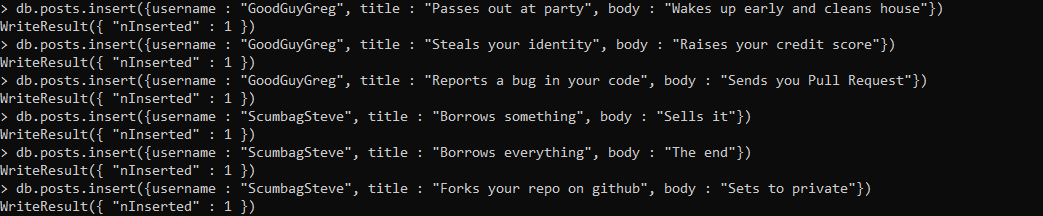 > db.posts.insert({username : "GoodGuyGreg", title : "Passes out at party", body : "Wakes up early and cleans house"})
WriteResult({ "nInserted" : 1 })
> db.posts.insert({username : "GoodGuyGreg", title : "Steals your identity", body : "Raises your credit score"})
WriteResult({ "nInserted" : 1 })
> db.posts.insert({username : "GoodGuyGreg", title : "Reports a bug in your code", body : "Sends you Pull Request"})
WriteResult({ "nInserted" : 1 })
> db.posts.insert({username : "ScumbagSteve", title : "Borrows something", body : "Sells it"})
WriteResult({ "nInserted" : 1 })
> db.posts.insert({username : "ScumbagSteve", title : "Borrows everything", body : "The end"})
WriteResult({ "nInserted" : 1 })
> db.posts.insert({username : "ScumbagSteve", title : "Forks your repo on github", body : "Sets to private"})
WriteResult({ "nInserted" : 1 })